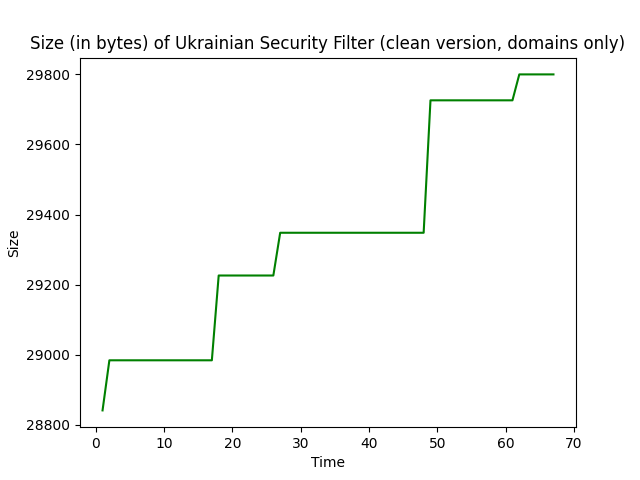 Size (in bytes) of Ukrainian Security Filter (clean version, domains only)
29800
29600
29400
29200
29000
28800
Size
0 10 20 30 40 50 60 70
Time